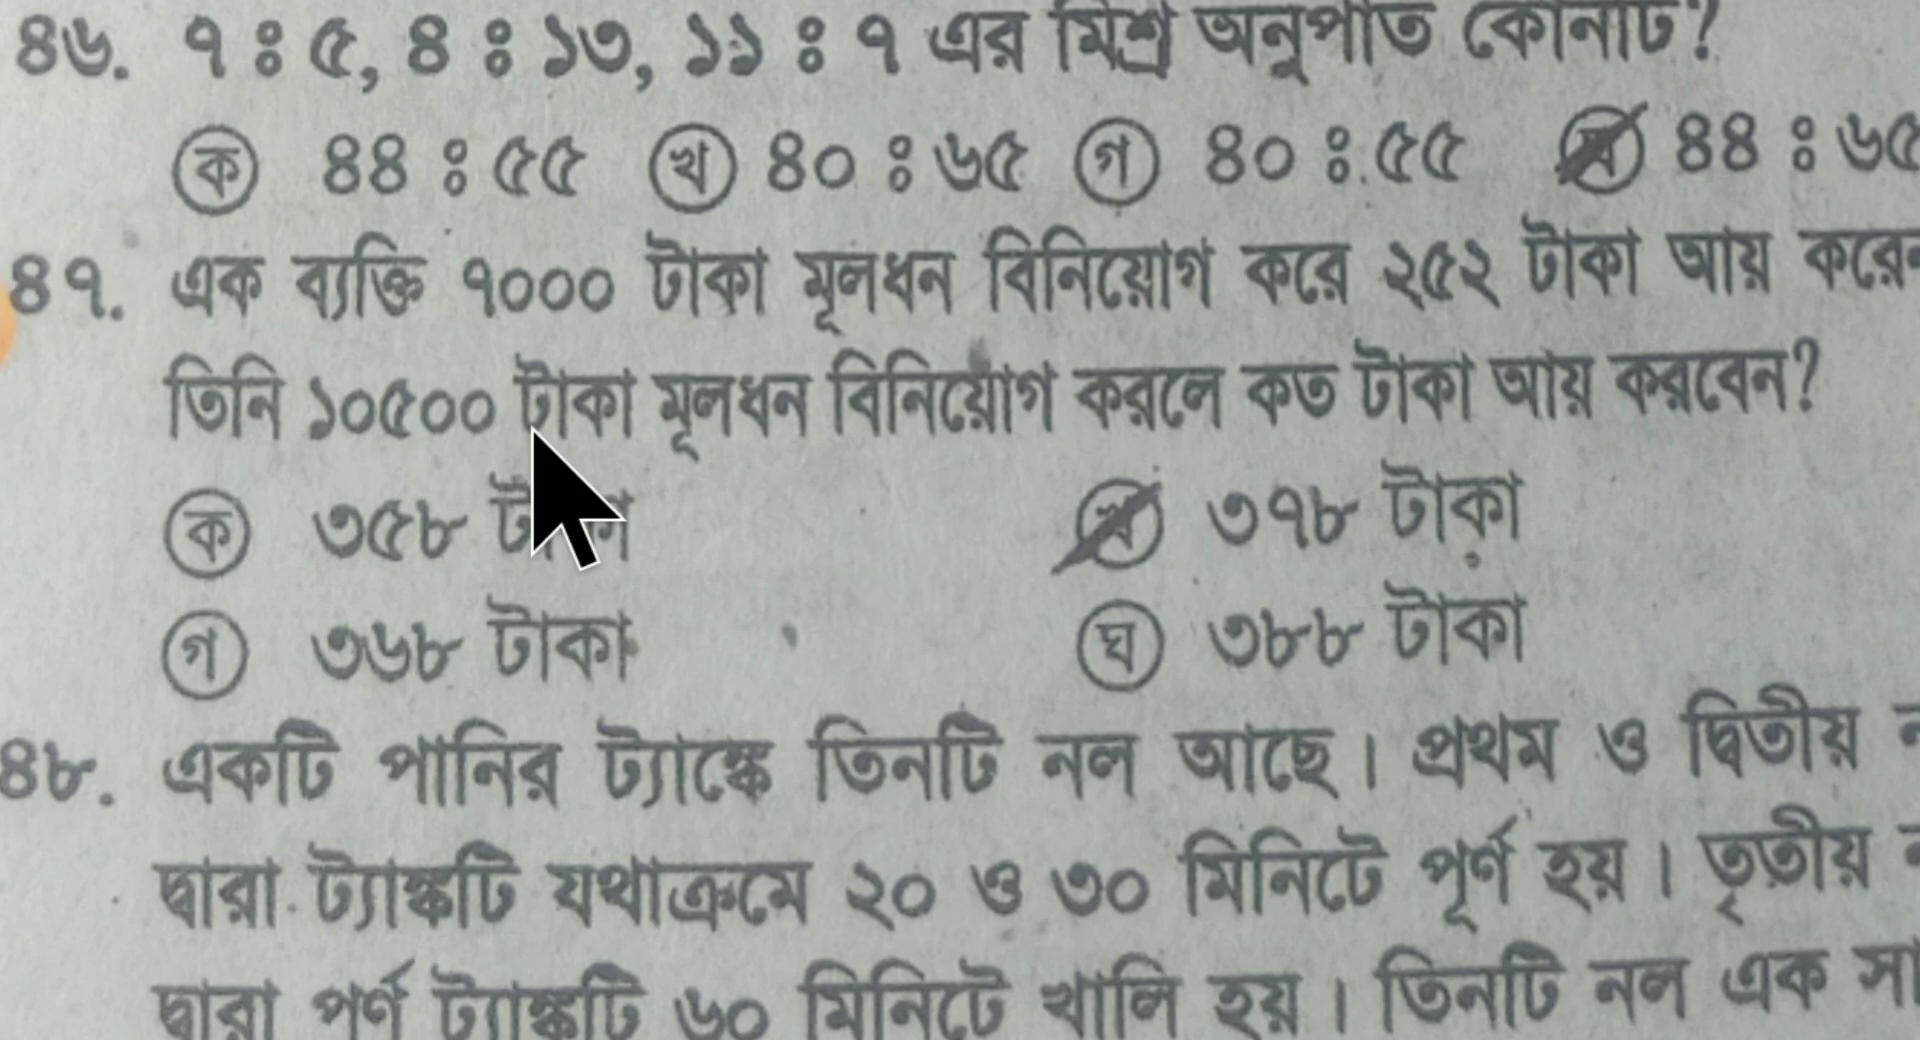 ৪৬. ৭ ঃ ৫, ৪ ঃ ১৩, ১১ ঃ ৭ এর মিশ্র অনুপাত কোনটি?
ক ৪৪ ঃ ৫৫ খ ৪০ ঃ ৬৫ গ ৪০ ঃ ৫৫ ঘ ৪৪ ঃ ৬৫
৪৭. এক ব্যক্তি ৭০০০ টাকা মূলধন বিনিয়োগ করে ২৫২ টাকা আয়
তিনি ১০৫০০ টাকা মূলধন বিনিয়োগ করলে কত টাকা আয় করবেন?
ক ৩৫৮ টাকা খ ৩৭৮ টাকা
গ ৩৬৮ টাকা ঘ ৩৮৮ টাকা
৪৮. একটি পানির ট্যাঙ্কে তিনটি নল আছে। প্রথম ও দ্বিতীয়
দ্বারা ট্যাঙ্কটি যথাক্রমে ২০ ও ৩০ মিনিটে পূর্ণ হয়। তৃতীয়
দ্বারা পূর্ণ ট্যাঙ্কটি ৬০ মিনিটে খালি হয়। তিনটি নল এক